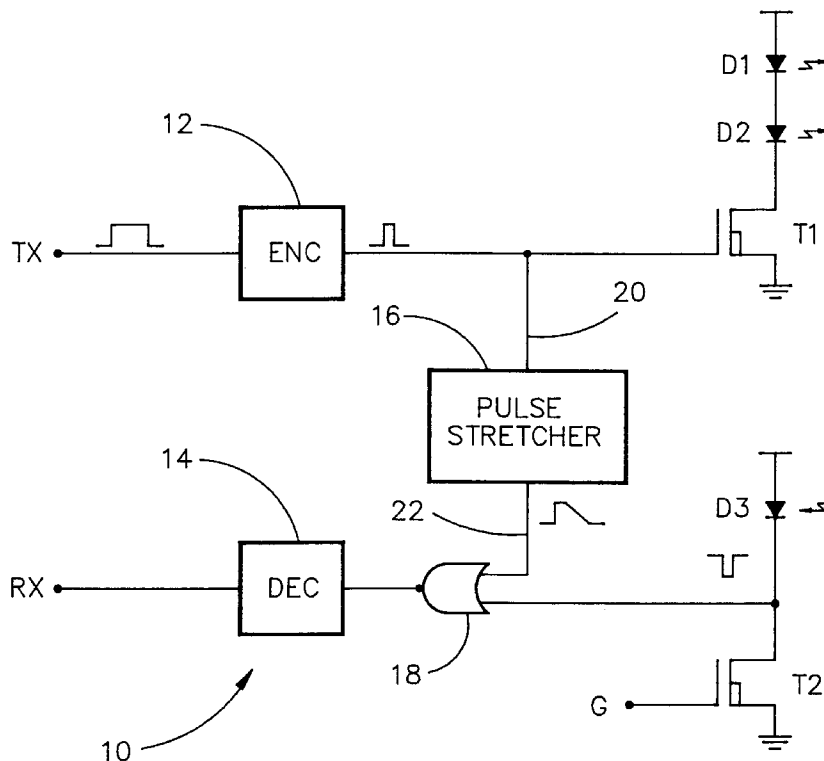 D1
12
D2
TX
ENC
T1
16
20
PULSE
STRETCHER
14
22
D3
RX
DEC
18
T2
G
10